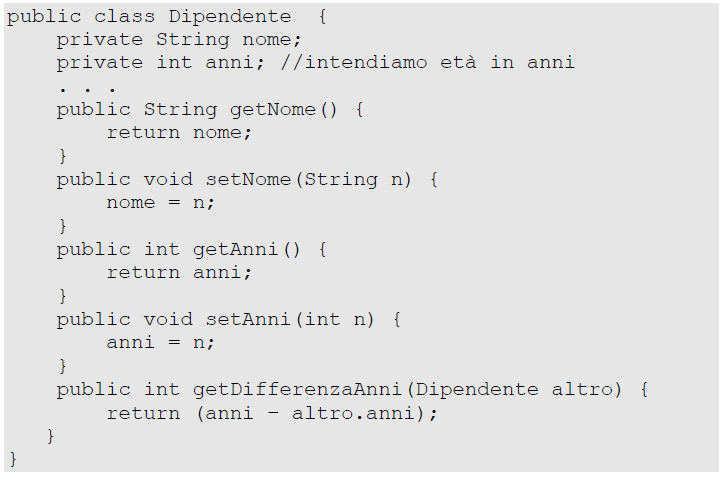 public class Dipendente  {
    private String nome;
    private int anni; //intendiamo età in anni
    . . .
    public String getNome() {
        return nome;
    }
    public void setNome(String n) {
        nome = n;
    }
    public int getAnni() {
        return anni;
    }
    public void setAnni(int n) {
        anni = n;
    }
    public int getDifferenzaAnni(Dipendente altro) {
        return (anni – altro.anni);
   }
}